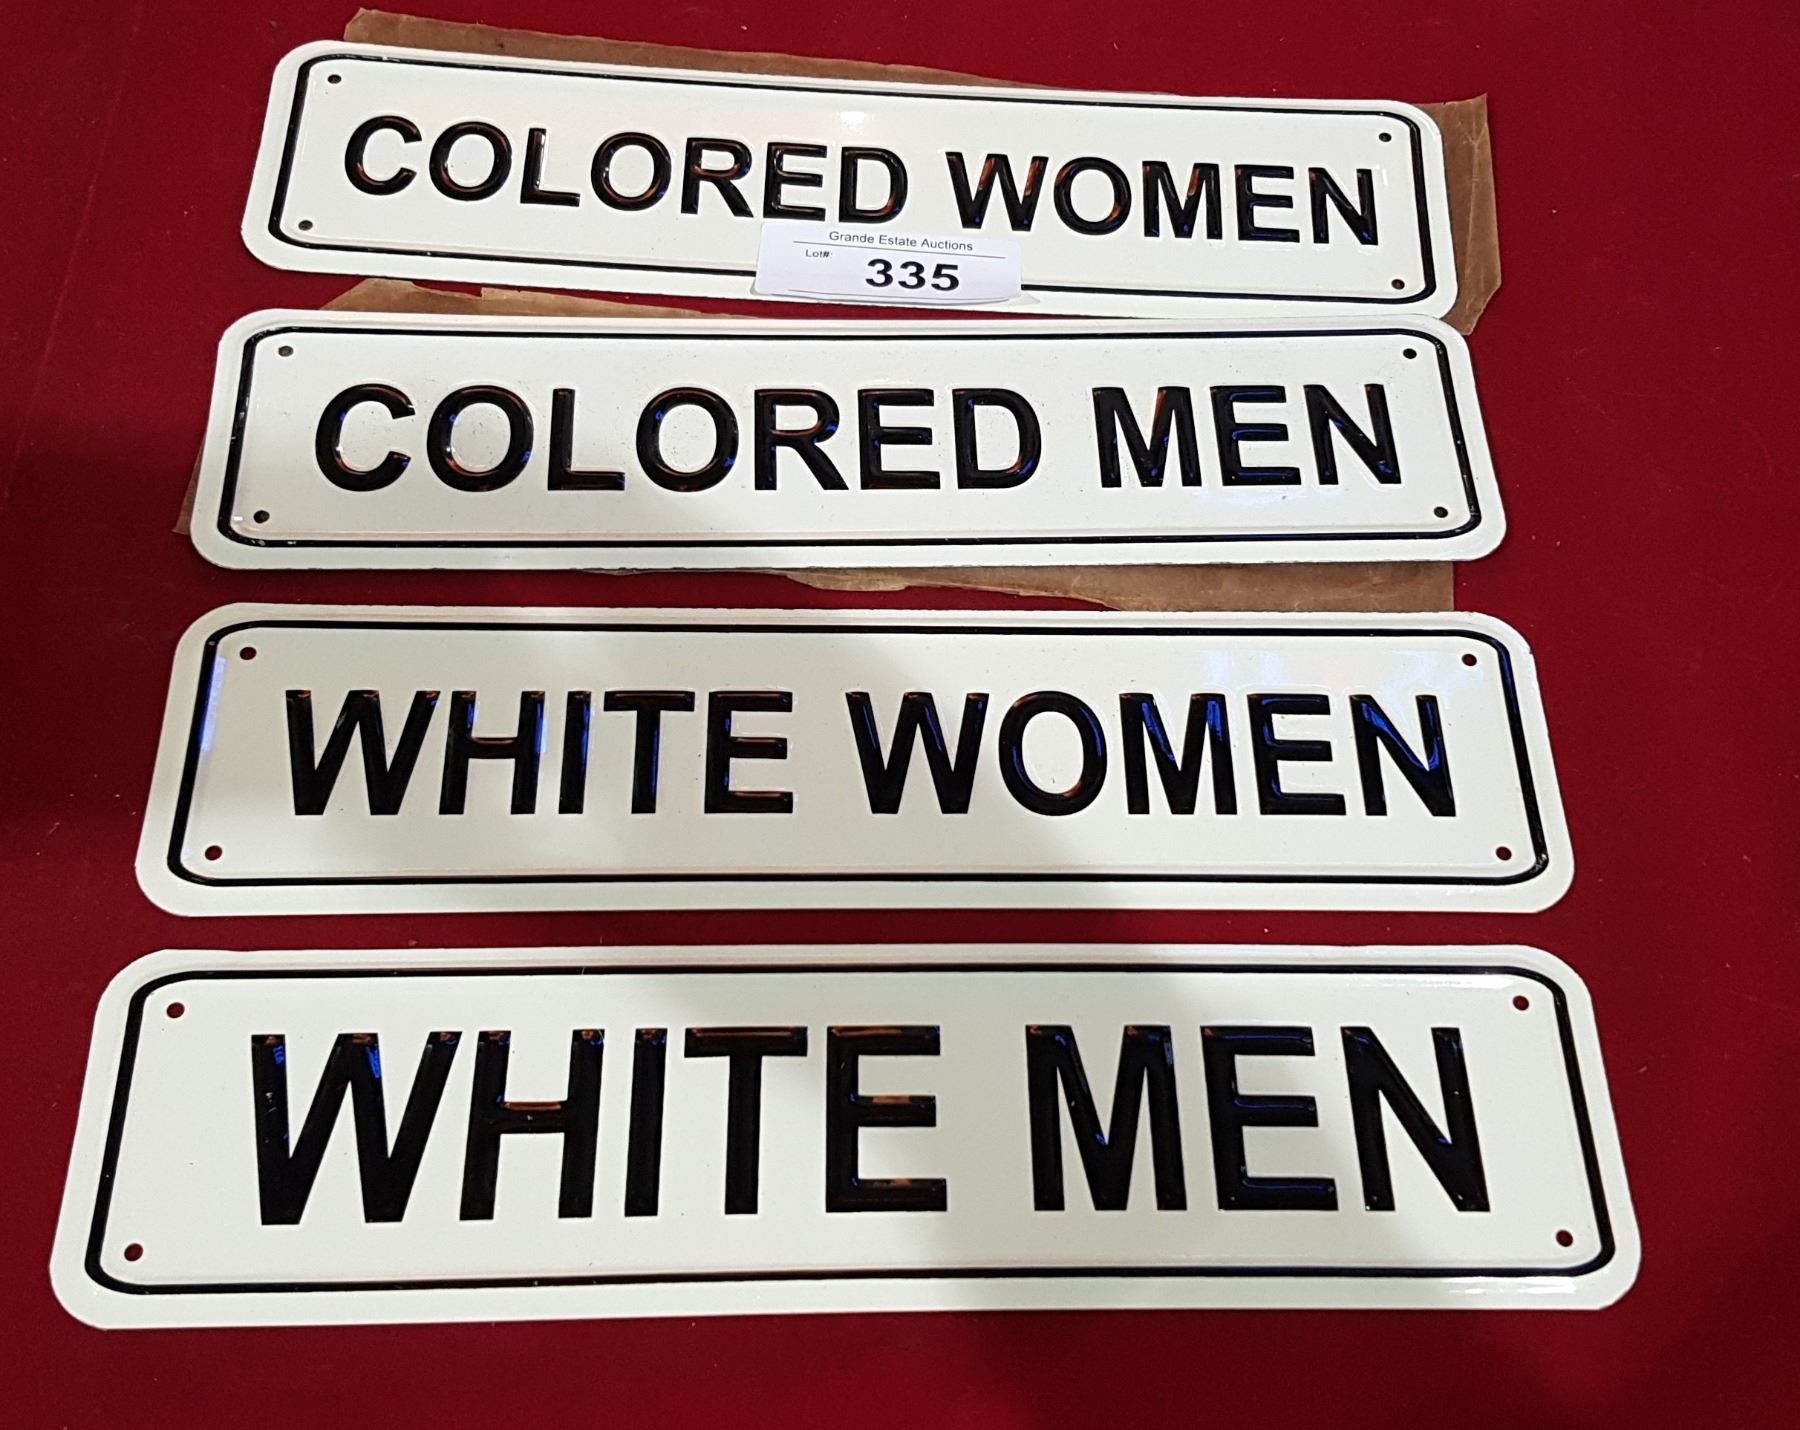 COLORED WOMEN
Grande Estate Auctions
Lot#: 335
COLORED MEN
WHITE WOMEN
WHITE MEN